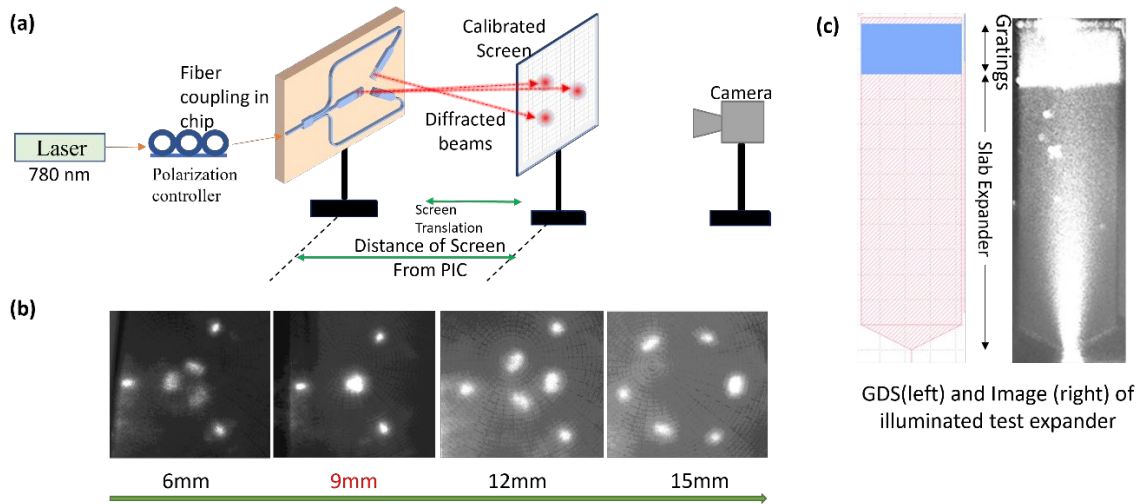 (a)
Fiber
coupling in
chip
Laser
780 nm
Polarization
controller
Calibrated
Screen
Diffracted
beams
Camera
Screen
Translation
Distance of Screen
From PIC
(b)
6mm
9mm
12mm
15mm
(c)
Gratings
Slab Expander
GDS(left) and Image (right) of
illuminated test expander